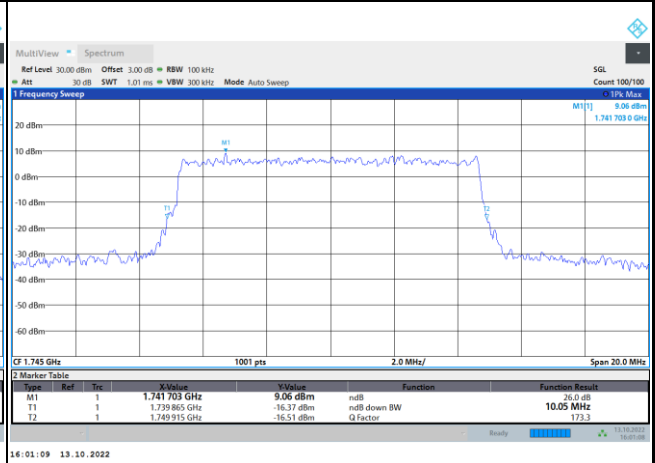 MultiView Spectrum
Ref Level 30.00 dBm Offset 3.00 dB RBW 100 kHz SGL
Att 30 dB SWT 1.01 ms VBW 300 kHz Mode Auto Sweep Count 100/100
1 Frequency Sweep 1Pk Max
M1[1] 9.06 dBm
1.741 703 0 GHz
20 dBm
M1
10 dBm
0 dBm
-10 dBm
T1 T2
-20 dBm
-30 dBm
-40 dBm
-50 dBm
-60 dBm
CF 1.745 GHz 1001 pts 2.0 MHz/ Span 20.0 MHz
2 Marker Table
Type Ref Trc X-Value Y-Value Function Function Result
M1 1 1.741 703 GHz 9.06 dBm ndB 26.0 dB
T1 1 1.739 865 GHz -16.37 dBm ndB down BW 10.05 MHz
T2 1 1.749 915 GHz -16.51 dBm Q Factor 173.3
Ready 13.10.2022
16:01:09
16:01:09 13.10.2022